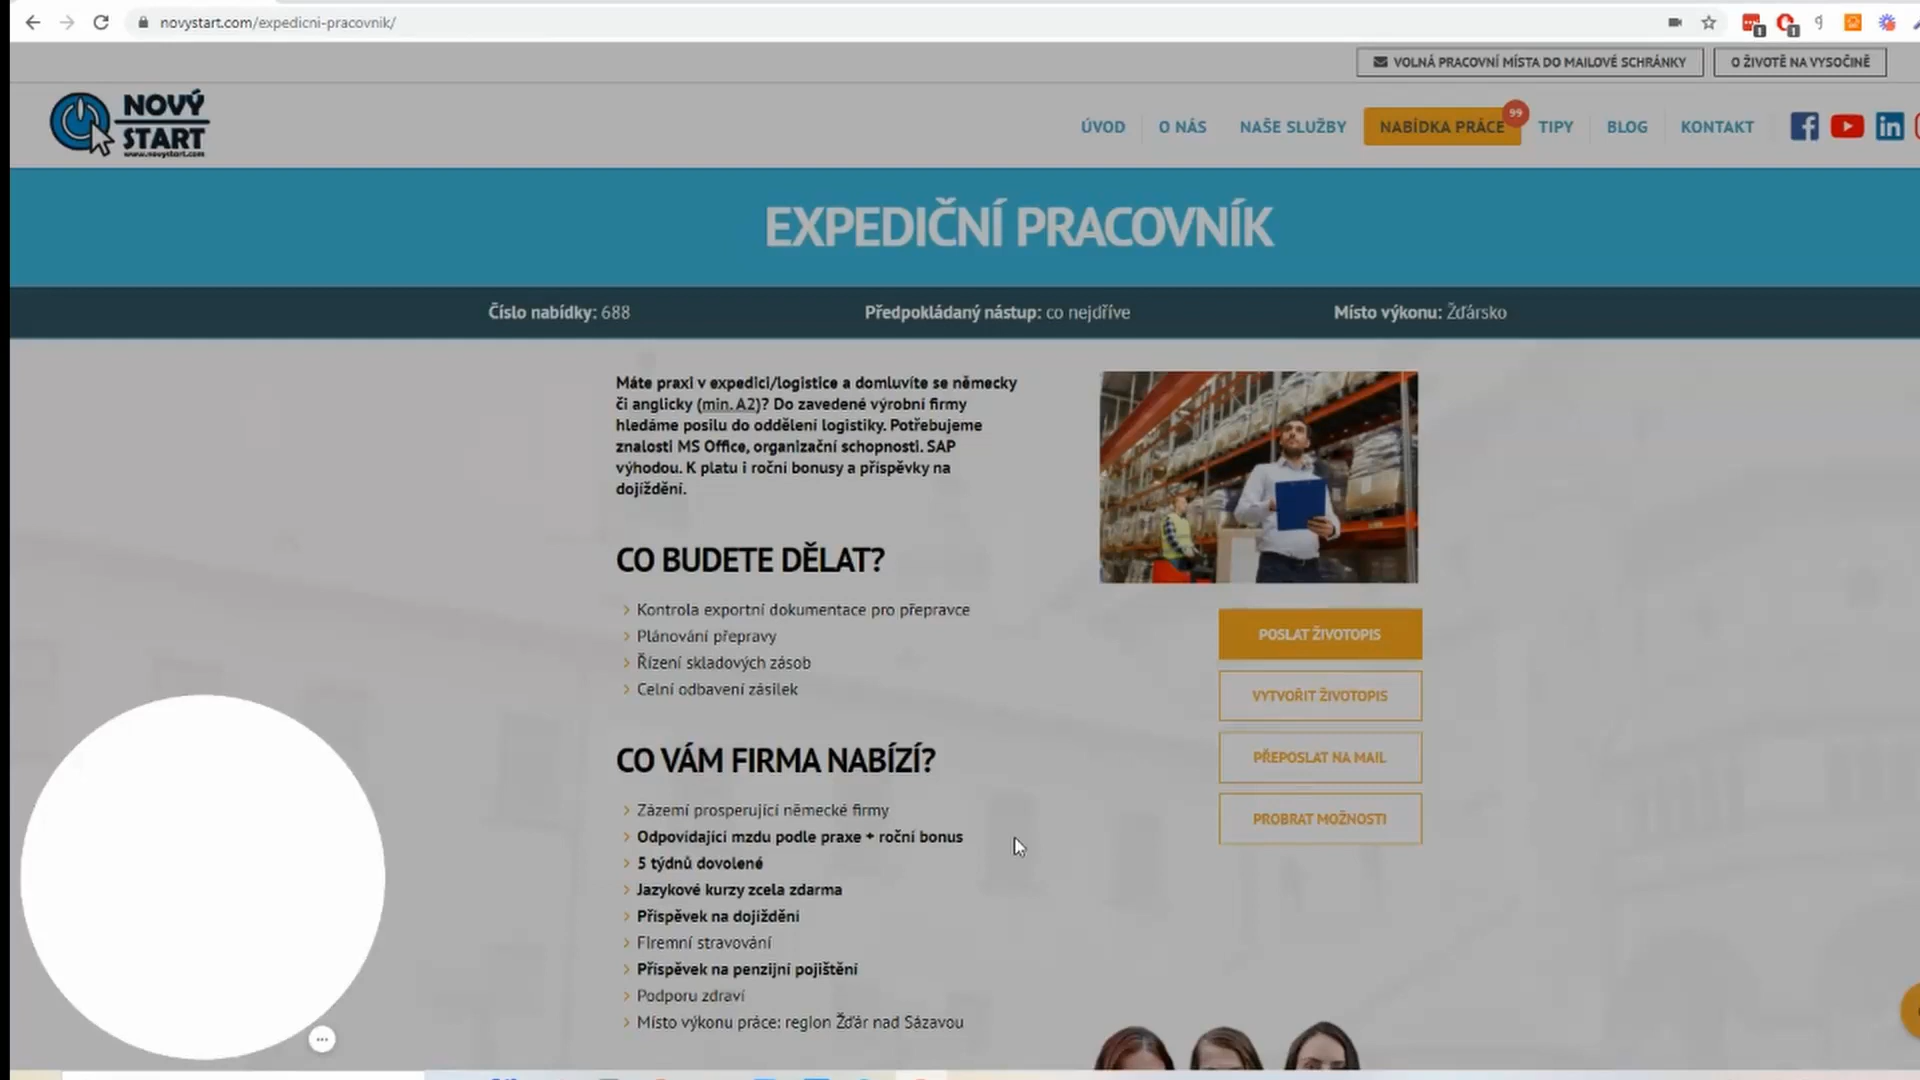 novystart.com/expedicni-pracovnik/
VOLNÁ PRACOVNÍ MÍSTA DO MAILOVÉ SCHRÁNKY
O ŽIVOTĚ NA VYSOČINĚ
NOVÝ
START
www.novystart.com
ÚVOD
O NÁS
NAŠE SLUŽBY
NABÍDKA PRÁCE
99
TIPY
BLOG
KONTAKT
EXPEDIČNÍ PRACOVNÍK
Číslo nabídky: 688
Předpokládaný nástup: co nejdříve
Místo výkonu: Žďársko
Máte praxi v expedici/logistice a domluvíte se německy
či anglicky (min. A2)? Do zavedené výrobní firmy
hledáme posilu do oddělení logistiky. Potřebujeme
znalosti MS Office, organizační schopnosti. SAP
výhodou. K platu i roční bonusy a příspěvky na
dojíždění.
CO BUDETE DĚLAT?
Kontrola exportní dokumentace pro přepravce
Plánování přepravy
Řízení skladových zásob
Celní odbavení zásilek
POSLAT ŽIVOTOPIS
VYTVOŘIT ŽIVOTOPIS
PŘEPOSLAT NA MAIL
PROBRAT MOŽNOSTI
CO VÁM FIRMA NABÍZÍ?
Zázemí prosperující německé firmy
Odpovídající mzdu podle praxe + roční bonus
5 týdnů dovolené
Jazykové kurzy zcela zdarma
Příspěvek na dojíždění
FIremní stravování
Příspěvek na penzijní pojištění
Podporu zdraví
Místo výkonu práce: region Žďár nad Sázavou